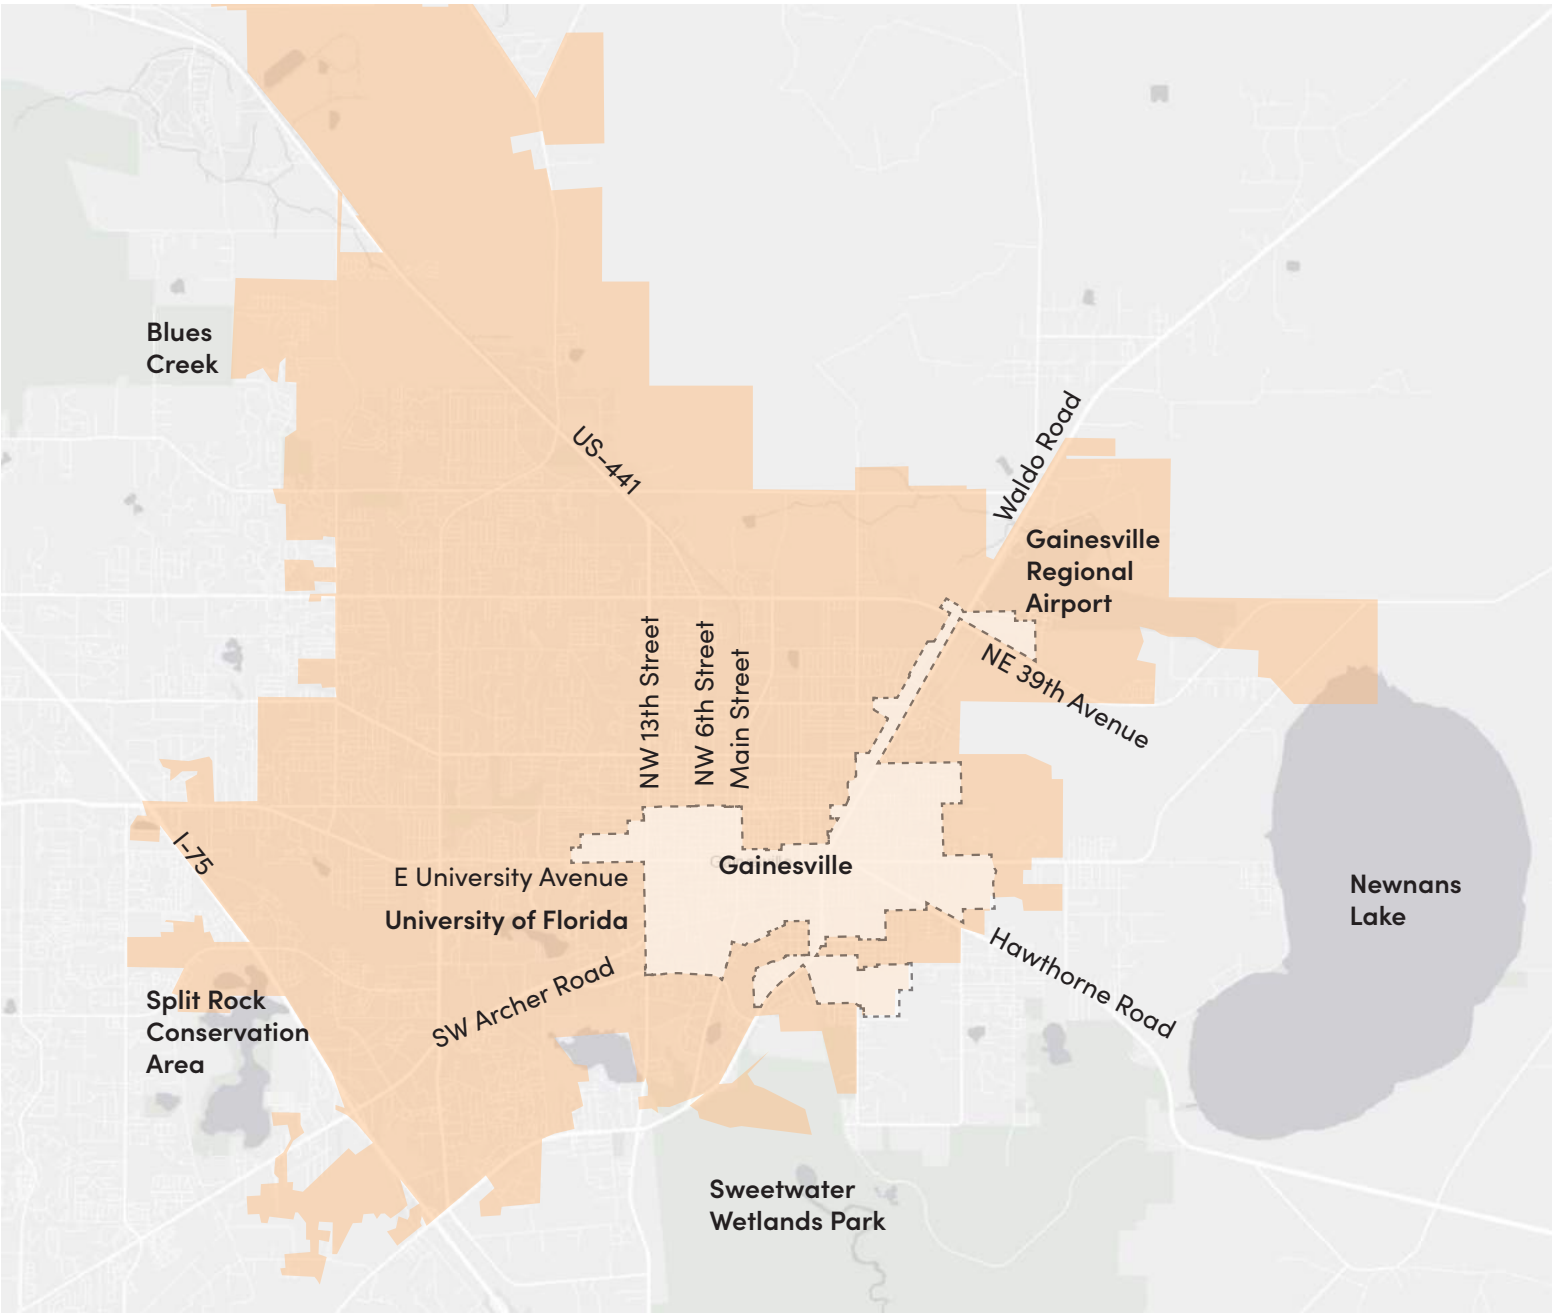 Blues
Creek
US-441
Waldo Road
Gainesville
Regional
Airport
NW 13th Street
NW 6th Street
Main Street
NE 39th Avenue
I-75
E University Avenue
Gainesville
University of Florida
Newnans
Lake
SW Archer Road
Hawthorne Road
Split Rock
Conservation
Area
Sweetwater
Wetlands Park